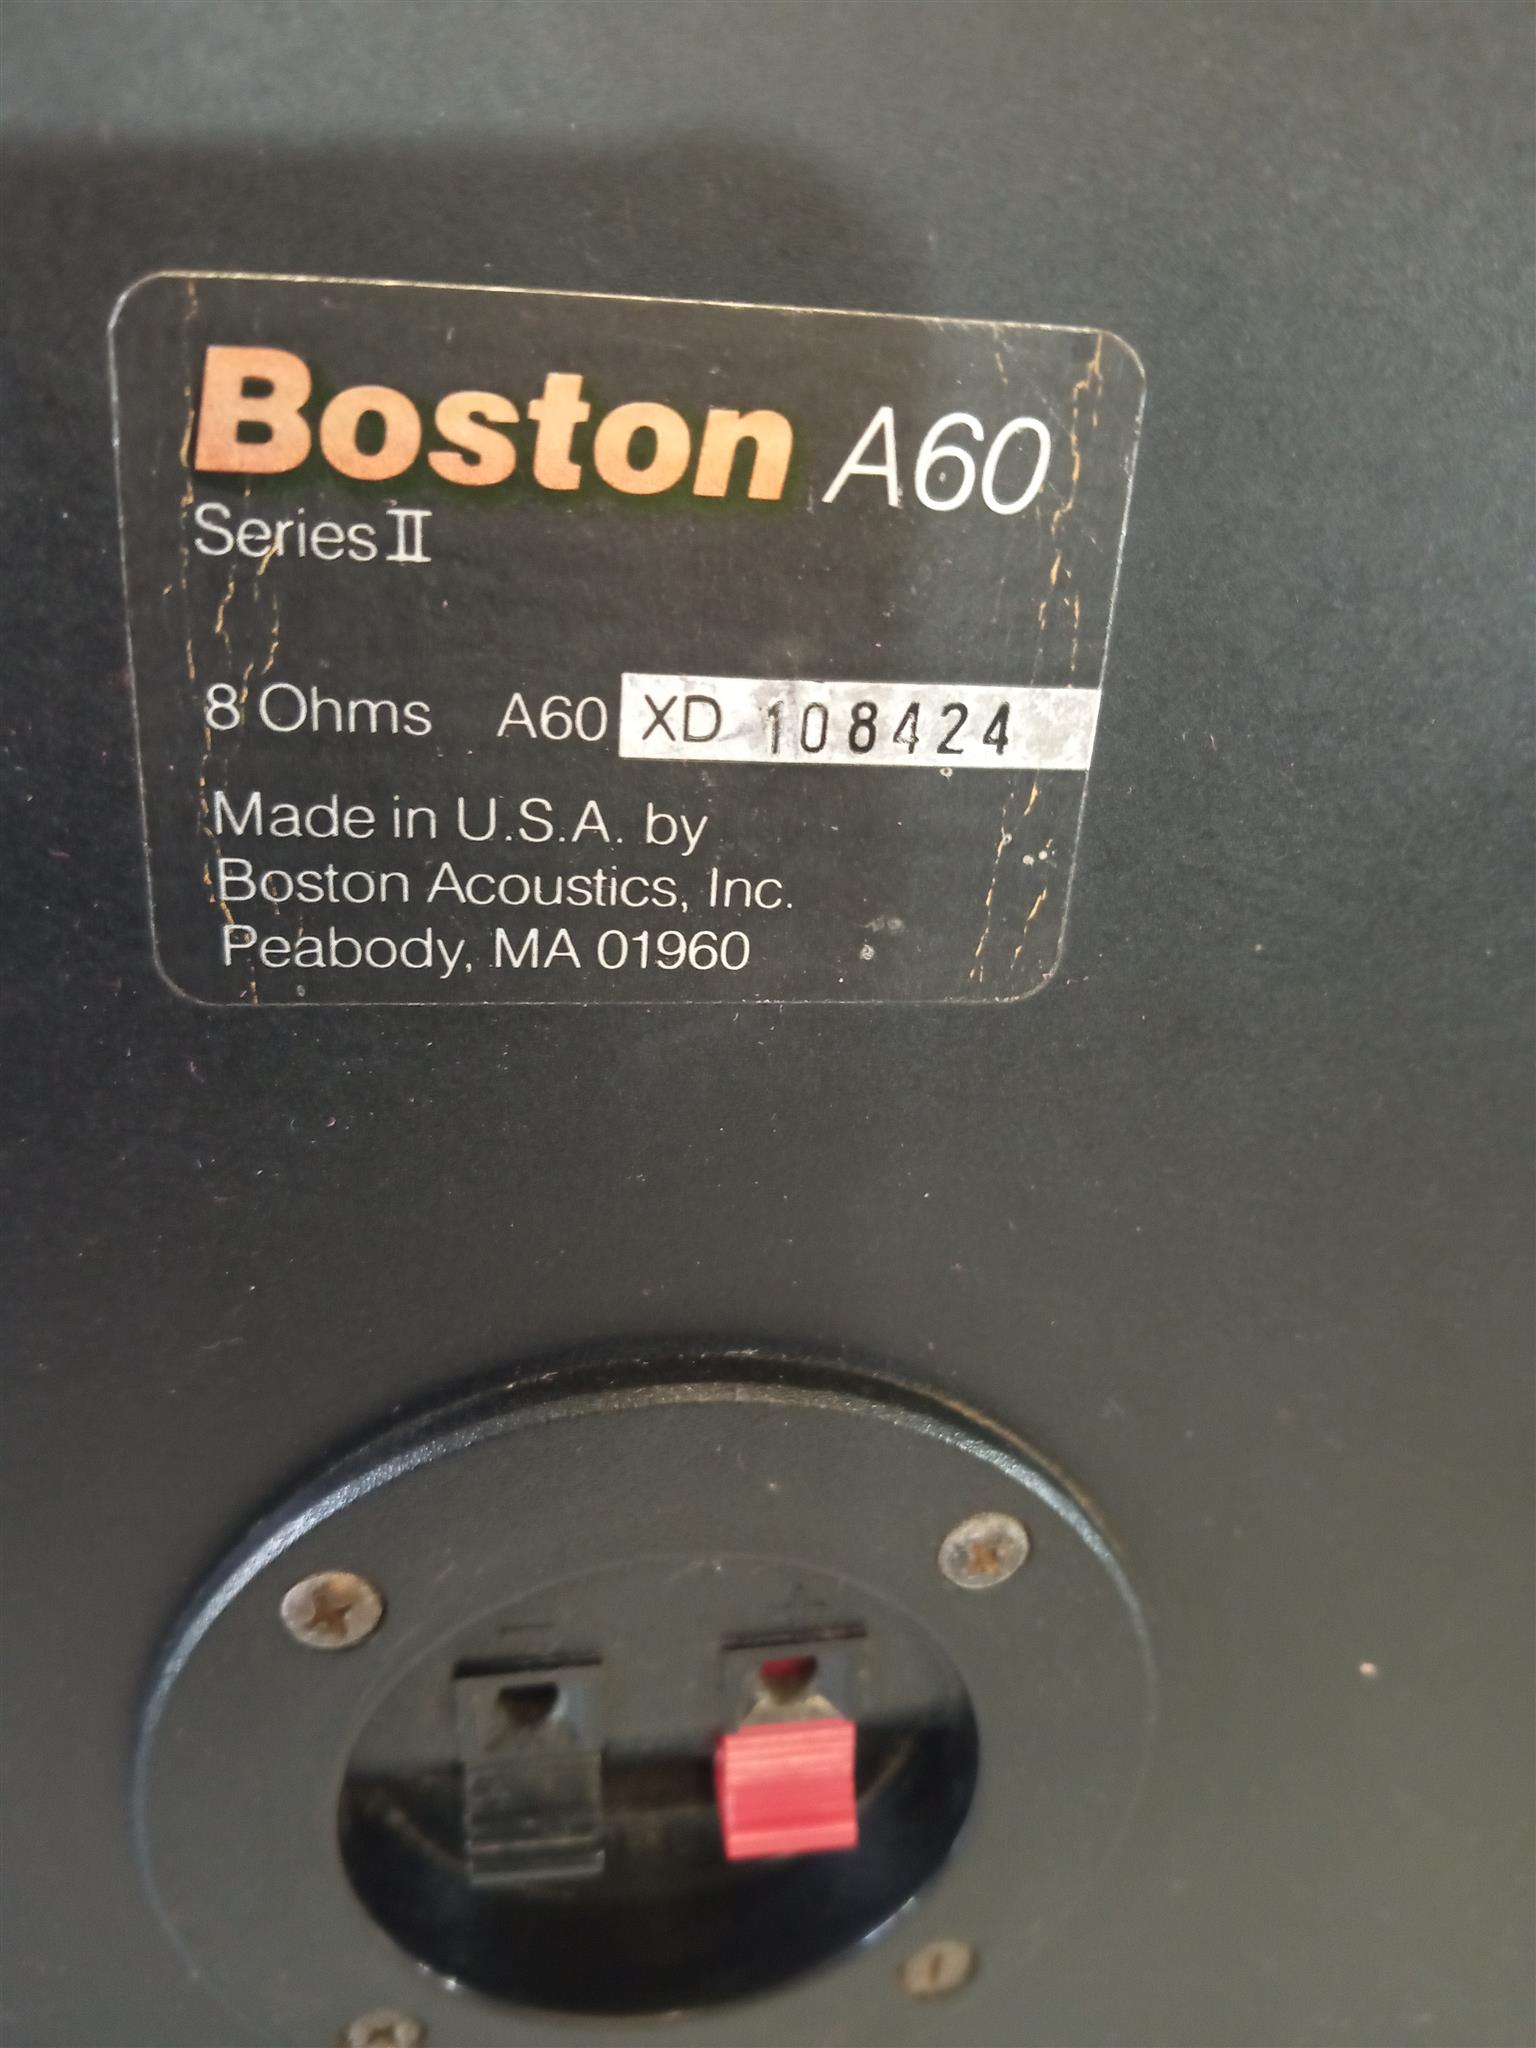 Boston A60
Series II
8 Ohms A60 XD 108424
Made in U.S.A. by
Boston Acoustics, Inc.
Peabody, MA 01960
- +